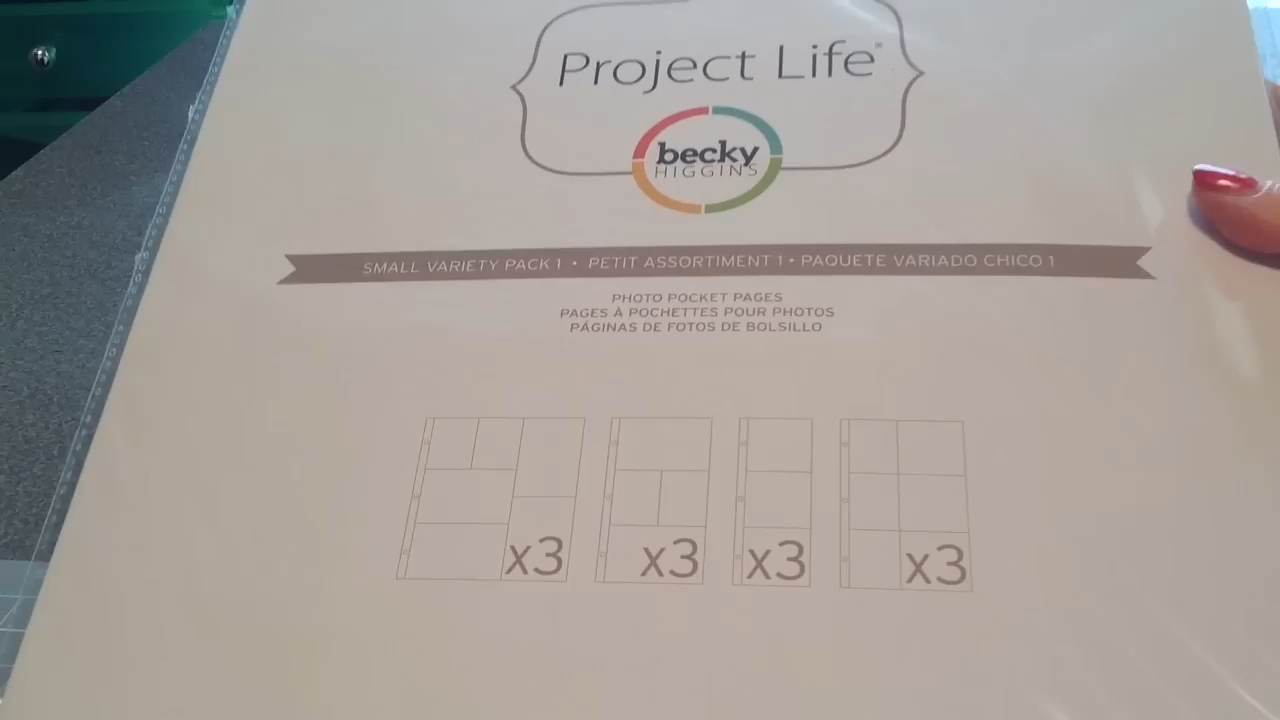 Project Life®
becky
HIGGINS
SMALL VARIETY PACK 1 • PETIT ASSORTIMENT 1 • PAQUETE VARIADO CHICO 1
PHOTO POCKET PAGES
PAGES À POCHETTES POUR PHOTOS
PÁGINAS DE FOTOS DE BOLSILLO
x3 x3 x3 x3